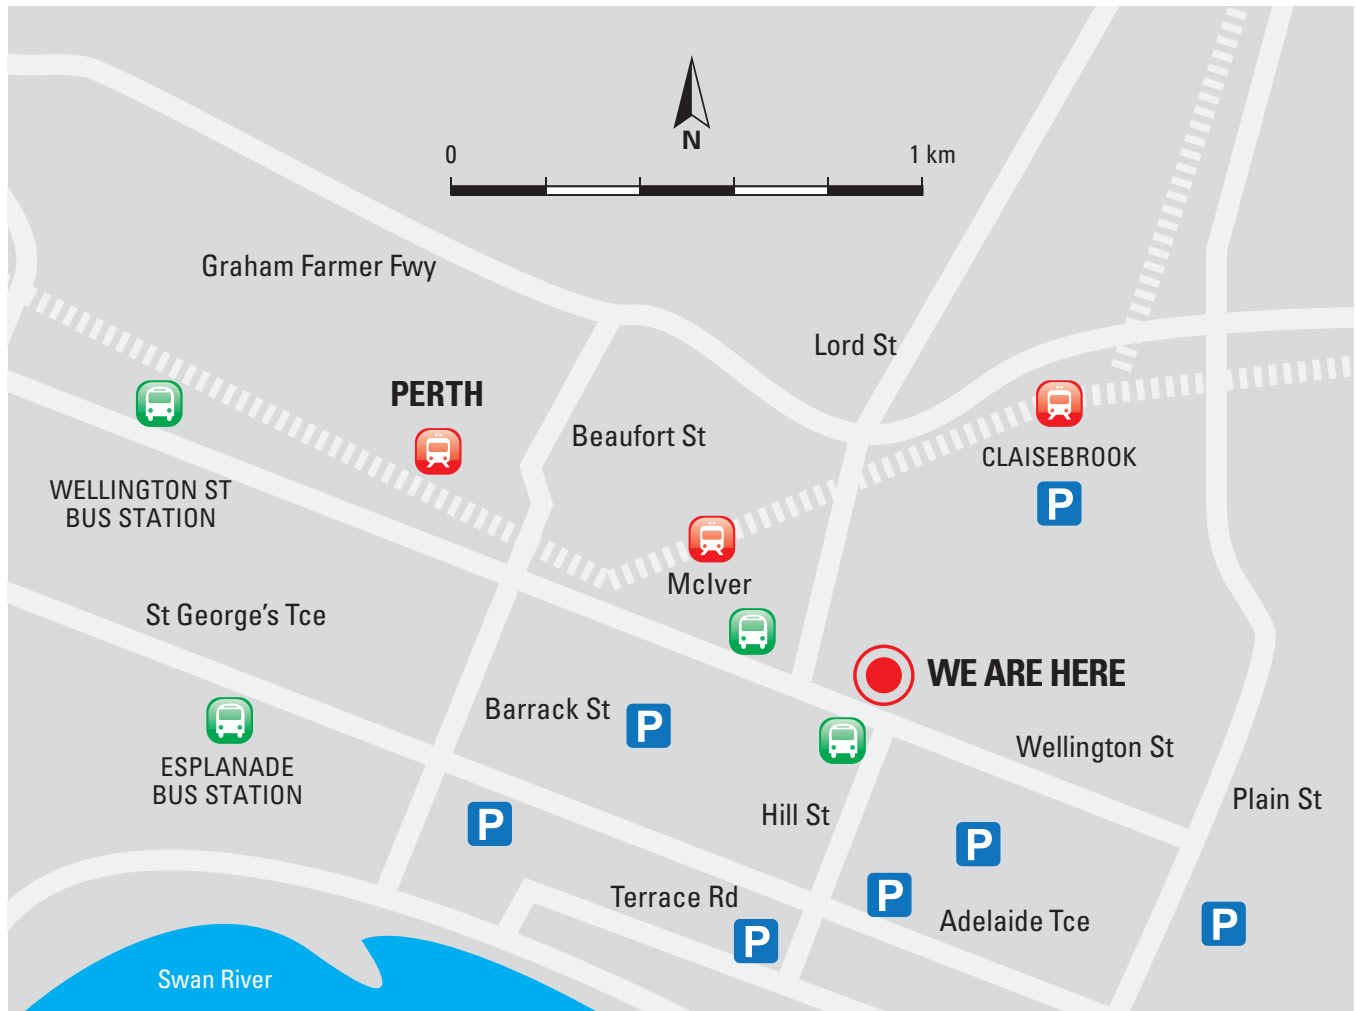 N
0
1 km
Graham Farmer Fwy
Lord St
PERTH
Beaufort St
CLAISEBROOK
P
WELLINGTON ST
BUS STATION
McIver
St George's Tce
WE ARE HERE
Barrack St
P
Wellington St
ESPLANADE
BUS STATION
Hill St
Plain St
P
P
Terrace Rd
P
Adelaide Tce
P
P
Swan River